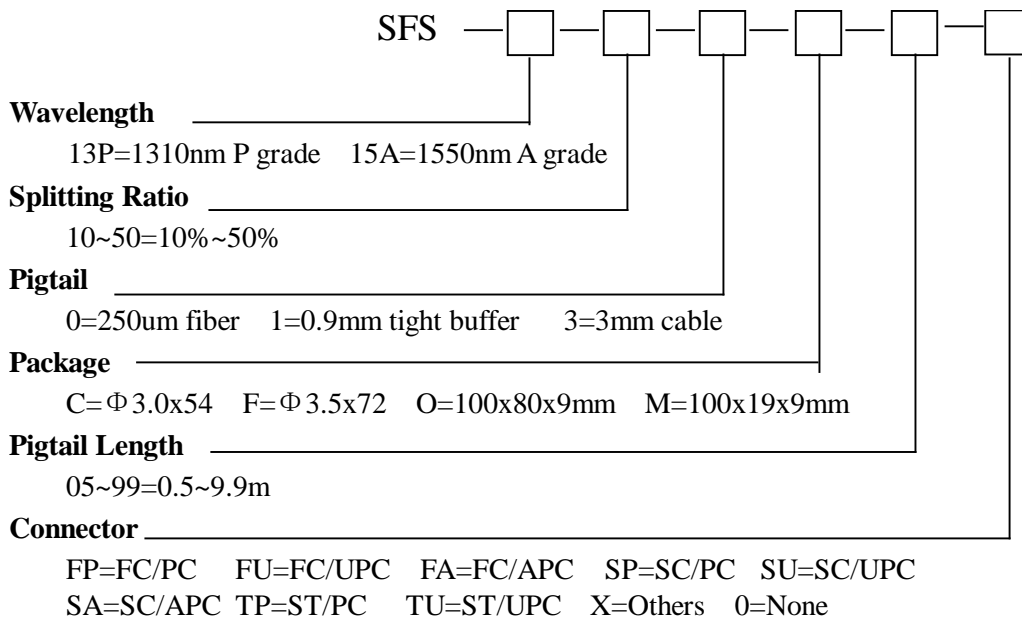 SFS
Wavelength
13P=1310nm P grade 15A=1550nm A grade
Splitting Ratio
10~50=10%~50%
Pigtail
0=250um fiber 1=0.9mm tight buffer 3=3mm cable
Package
C=Φ3.0x54 F=Φ3.5x72 O=100x80x9mm M=100x19x9mm
Pigtail Length
05~99=0.5~9.9m
Connector
FP=FC/PC FU=FC/UPC FA=FC/APC SP=SC/PC SU=SC/UPC
SA=SC/APC TP=ST/PC TU=ST/UPC X=Others 0=None